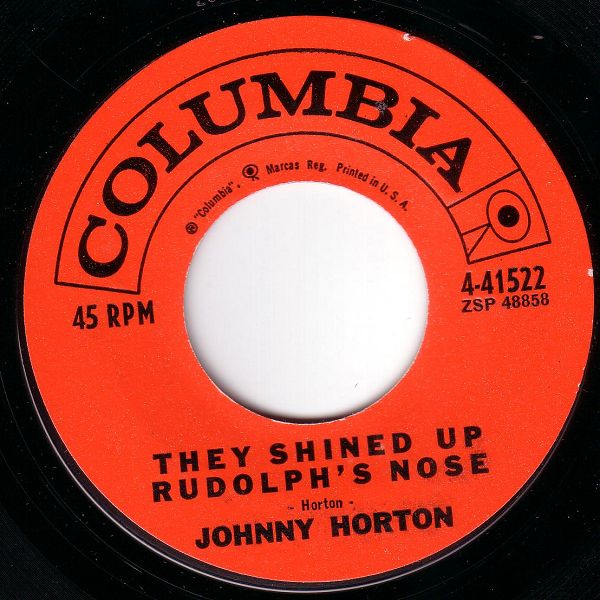 COLUMBIA
® "Columbia", Marcas Reg. Printed in U.S.A.
45 RPM
4-41522
ZSP 48858
THEY SHINED UP
RUDOLPH'S NOSE
- Horton -
JOHNNY HORTON